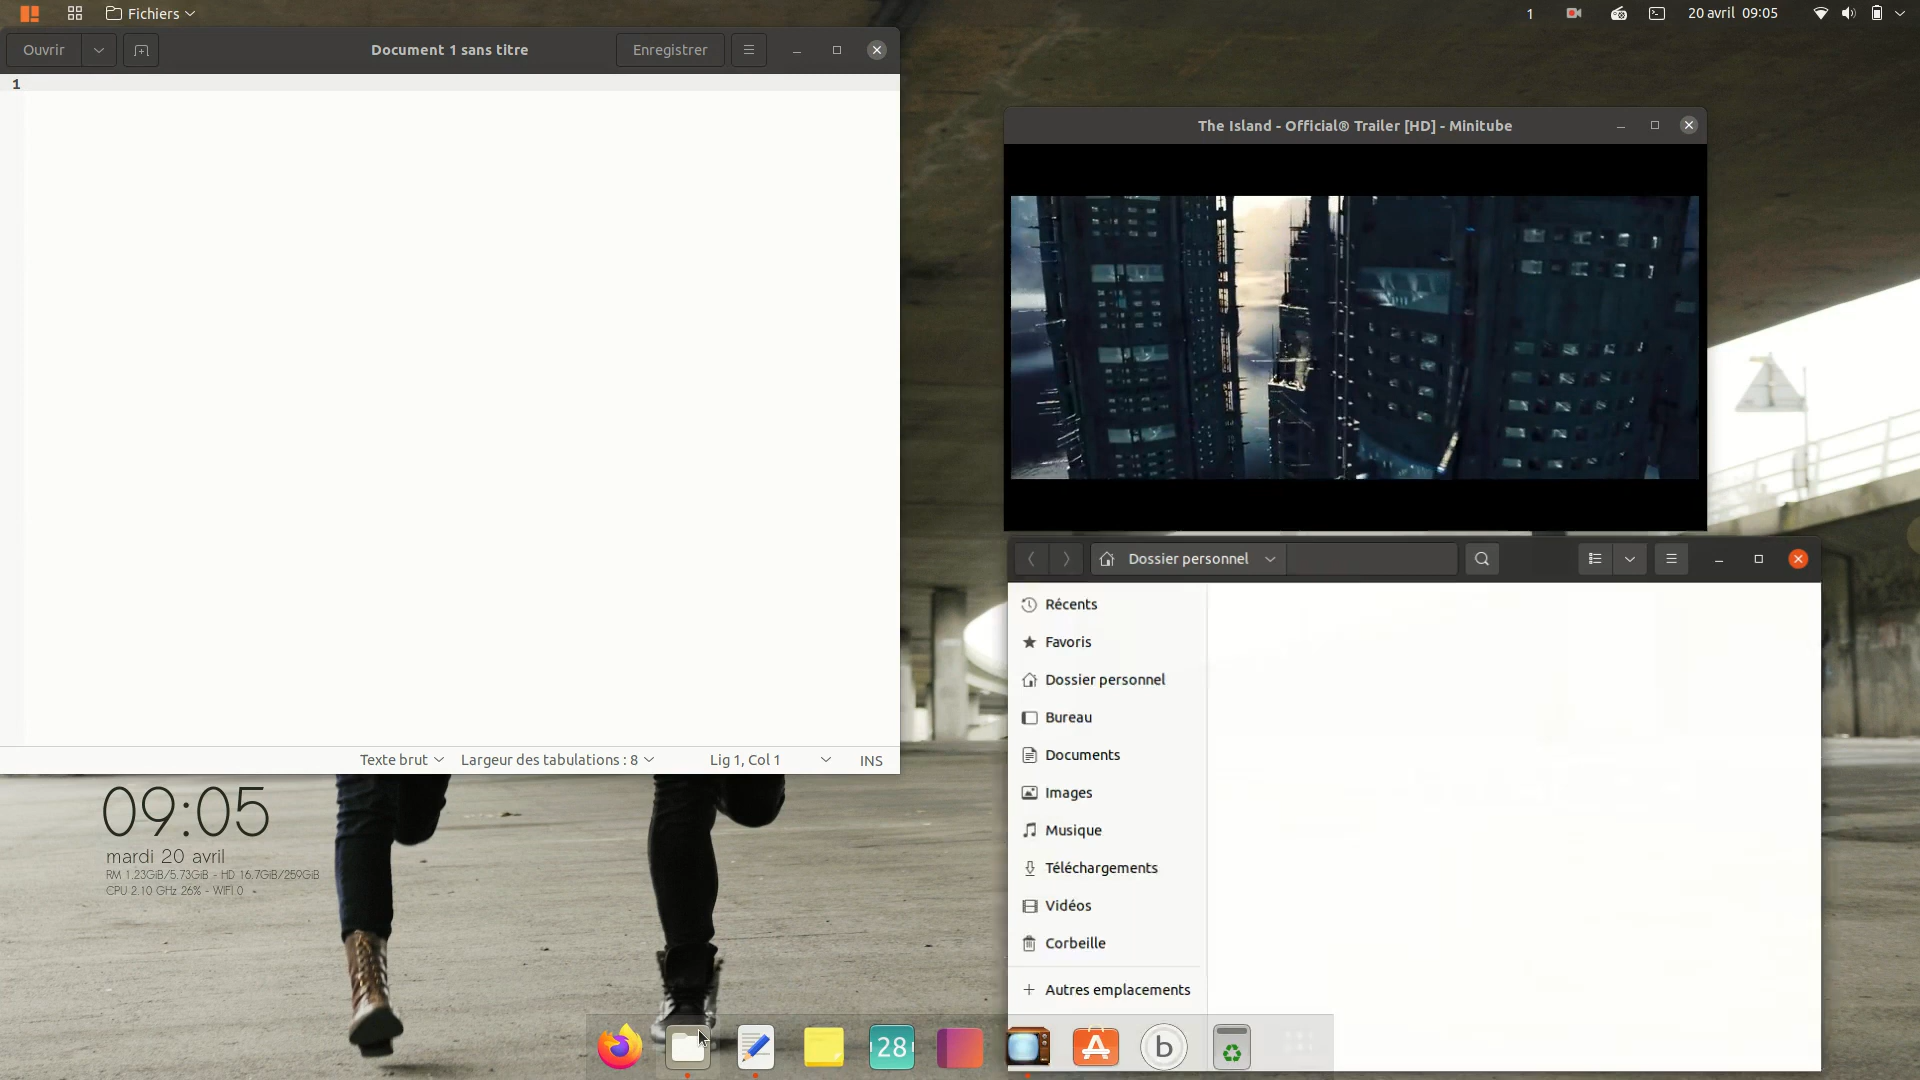 Fichiers
1
20 avril 09:05
Ouvrir
Document 1 sans titre
Enregistrer
1
Texte brut
Largeur des tabulations : 8
Lig 1, Col 1
INS
The Island - Official® Trailer [HD] - Minitube
Dossier personnel
Récents
Favoris
Dossier personnel
Bureau
Documents
Images
Musique
Téléchargements
Vidéos
Corbeille
Autres emplacements
09:05
mardi 20 avril
RM 1.23GiB/5.73GiB - HD 16.7GiB/259GiB
CPU 2.10 GHz 26% - WIFI 0
28
b